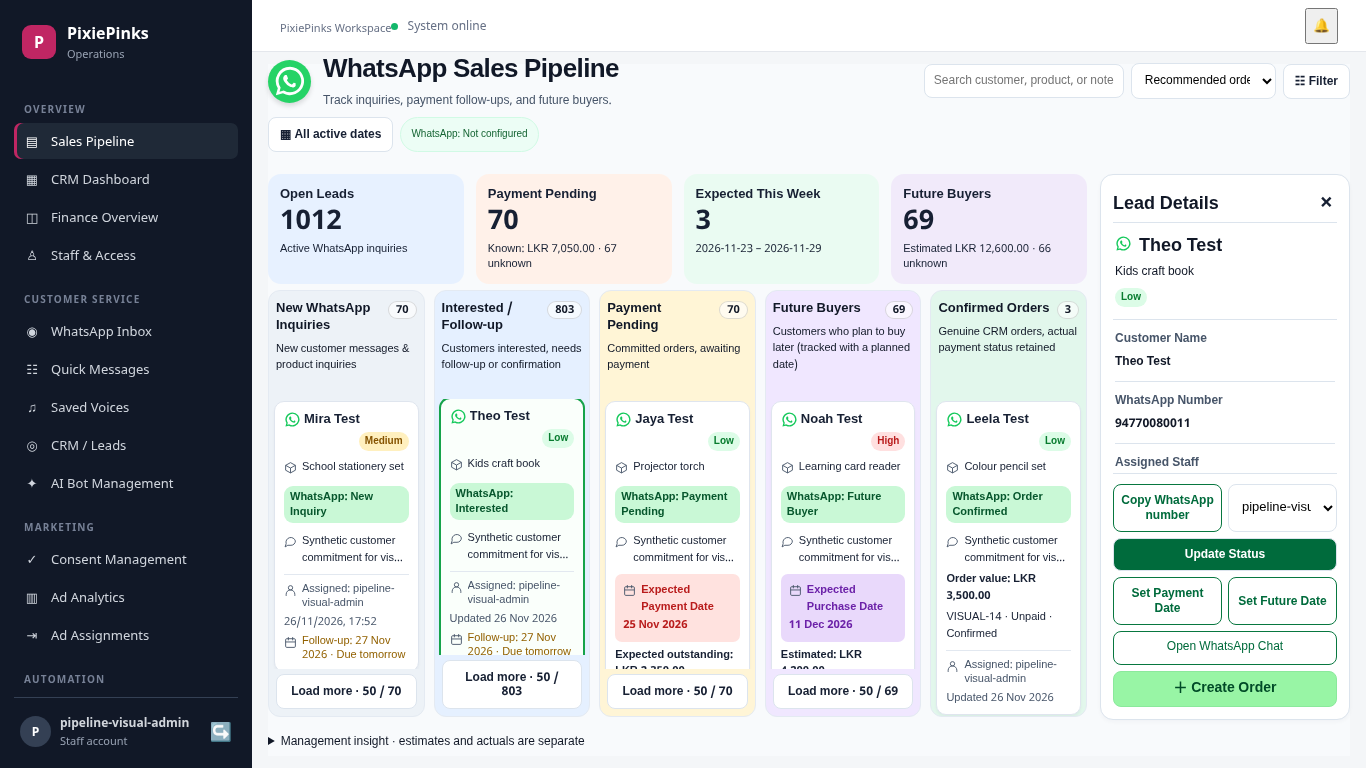 P
PixiePinks
Operations
OVERVIEW
Sales Pipeline
CRM Dashboard
Finance Overview
Staff & Access
CUSTOMER SERVICE
WhatsApp Inbox
Quick Messages
Saved Voices
CRM / Leads
AI Bot Management
MARKETING
Consent Management
Ad Analytics
Ad Assignments
AUTOMATION
P
pipeline-visual-admin
Staff account
PixiePinks Workspace
System online
WhatsApp Sales Pipeline
Track inquiries, payment follow-ups, and future buyers.
Search customer, product, or note
Recommended orde
Filter
All active dates
WhatsApp: Not configured
Open Leads
1012
Active WhatsApp inquiries
Payment Pending
70
Known: LKR 7,050.00 · 67
unknown
Expected This Week
3
2026-11-23 – 2026-11-29
Future Buyers
69
Estimated LKR 12,600.00 · 66
unknown
New WhatsApp
Inquiries
70
New customer messages &
product inquiries
Mira Test
Medium
School stationery set
WhatsApp: New
Inquiry
Synthetic customer
commitment for vis...
Assigned: pipeline-
visual-admin
26/11/2026, 17:52
Follow-up: 27 Nov
2026 · Due tomorrow
Load more · 50 / 70
Interested /
Follow-up
803
Customers interested, needs
follow-up or confirmation
Theo Test
Low
Kids craft book
WhatsApp:
Interested
Synthetic customer
commitment for vis...
Assigned: pipeline-
visual-admin
Updated 26 Nov 2026
Follow-up: 27 Nov
2026 · Due tomorrow
Load more · 50 /
803
Payment
Pending
70
Committed orders, awaiting
payment
Jaya Test
Low
Projector torch
WhatsApp: Payment
Pending
Synthetic customer
commitment for vis...
Expected
Payment Date
25 Nov 2026
Expected outstanding:
Load more · 50 / 70
Future Buyers
69
Customers who plan to buy
later (tracked with a planned
date)
Noah Test
High
Learning card reader
WhatsApp: Future
Buyer
Synthetic customer
commitment for vis...
Expected
Purchase Date
11 Dec 2026
Estimated: LKR
Load more · 50 / 69
Confirmed Orders
3
Genuine CRM orders, actual
payment status retained
Leela Test
Low
Colour pencil set
WhatsApp: Order
Confirmed
Synthetic customer
commitment for vis...
Order value: LKR
3,500.00
VISUAL-14 · Unpaid ·
Confirmed
Assigned: pipeline-
visual-admin
Updated 26 Nov 2026
Management insight · estimates and actuals are separate
Lead Details
Theo Test
Kids craft book
Low
Customer Name
Theo Test
WhatsApp Number
94770080011
Assigned Staff
Copy WhatsApp
number
pipeline-visu
Update Status
Set Payment
Date
Set Future Date
Open WhatsApp Chat
+ Create Order